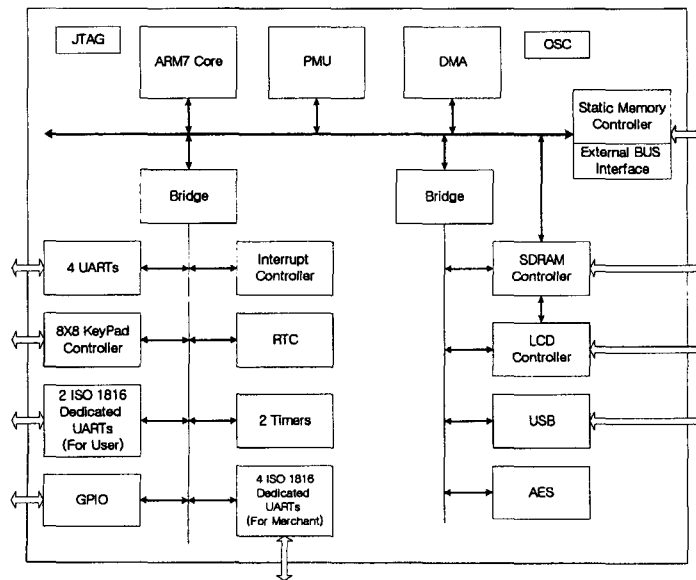 JTAG
ARM7 Core
PMU
DMA
OSC
Static Memory
Controller
External BUS
Interface
Bridge
Bridge
4 UARTs
Interrupt
Controller
SDRAM
Controller
8X8 KeyPad
Controller
RTC
LCD
Controller
2 ISO 1816
Dedicated
UARTs
(For User)
2 Timers
USB
GPIO
4 ISO 1816
Dedicated
UARTs
(For Merchant)
AES